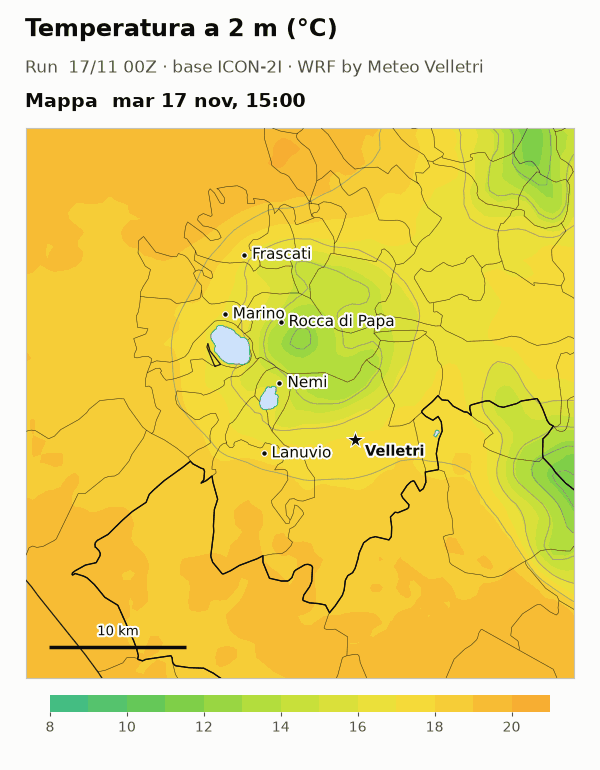 Temperatura a 2 m (°C)
Run  17/11 00Z · base ICON-2I · WRF by Meteo Velletri
Mappa  mar 17 nov, 15:00
Frascati
Marino
Rocca di Papa
Nemi
Velletri
Lanuvio
10 km
8 10 12 14 16 18 20